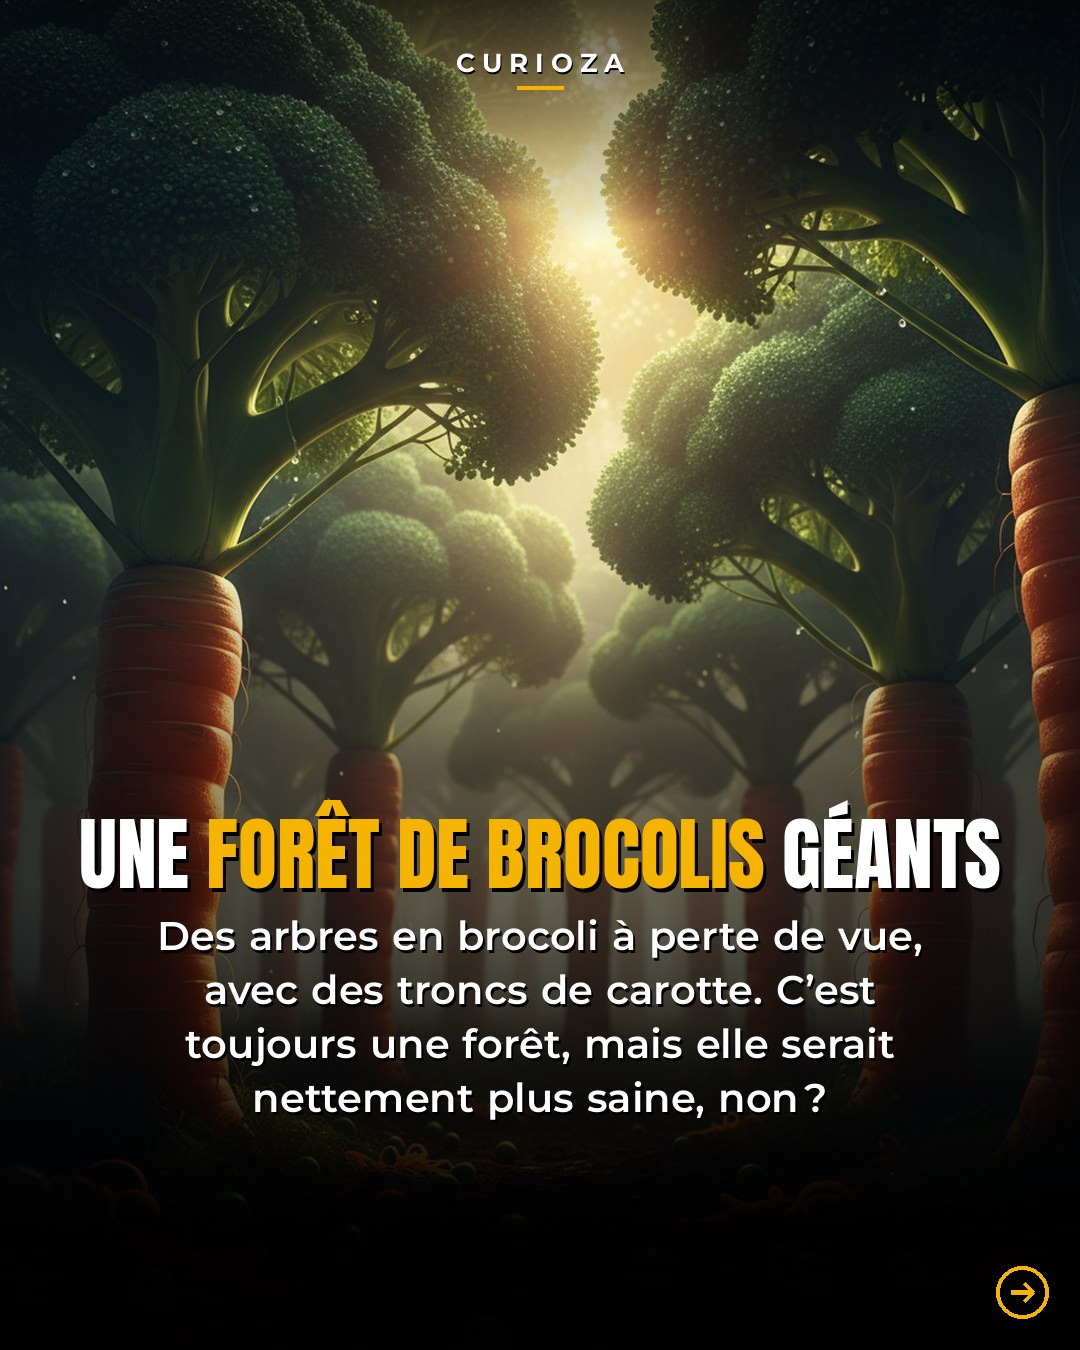 CURIOZA
UNE FORÊT DE BROCOLIS GÉANTS
Des arbres en brocoli à perte de vue,
avec des troncs de carotte. C’est
toujours une forêt, mais elle serait
nettement plus saine, non ?